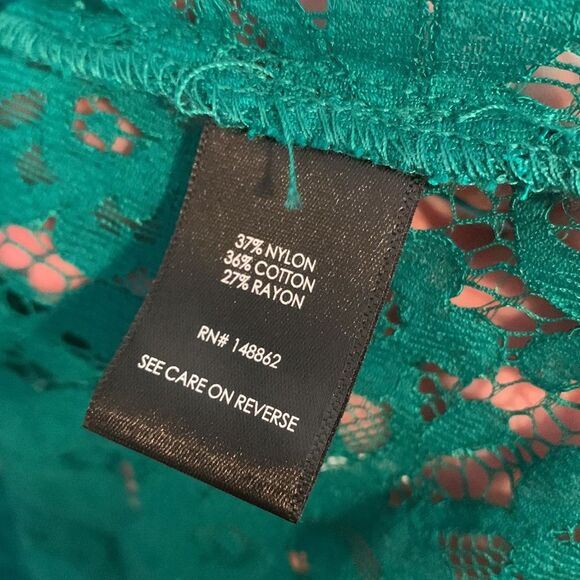 37% NYLON
36% COTTON
27% RAYON
RN# 148862
SEE CARE ON REVERSE